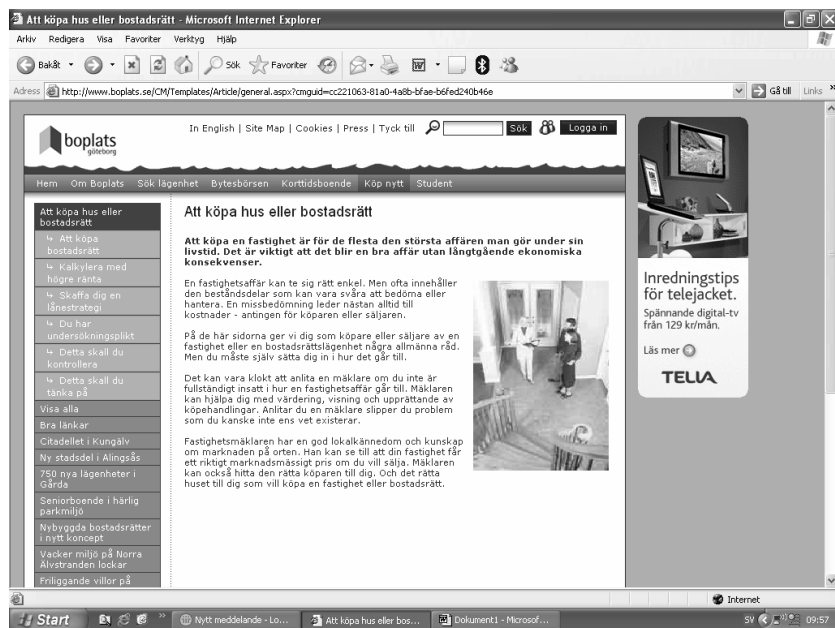 Att köpa hus eller bostadsrätt - Microsoft Internet Explorer
Arkiv Redigera Visa Favoriter Verktyg Hjälp
Bakåt Sök Favoriter
Adress http://www.boplats.se/CM/Templates/Article/general.aspx?cmguid=cc221063-81a0-4a8b-bfae-b6fed240b46e Gå till Links
boplats
göteborg
In English | Site Map | Cookies | Press | Tyck till Sök Logga in
Hem Om Boplats Sök lägenhet Bytesbörsen Korttidsboende Köp nytt Student
Att köpa hus eller
bostadsrätt
Att köpa
bostadsrätt
Kalkylera med
högre ränta
Skaffa dig en
lånestrategi
Du har
undersökningsplikt
Detta skall du
kontrollera
Detta skall du
tänka på
Visa alla
Bra länkar
Citadellet i Kungälv
Ny stadsdel i Alingsås
750 nya lägenheter i
Gårda
Seniorboende i härlig
parkmiljö
Nybyggda bostadsrätter
i nytt koncept
Vacker miljö på Norra
Älvstranden lockar
Friliggande villor på
Att köpa hus eller bostadsrätt
Att köpa en fastighet är för de flesta den största affären man gör under sin
livstid. Det är viktigt att det blir en bra affär utan långtgående ekonomiska
konsekvenser.
En fastighetsaffär kan te sig rätt enkel. Men ofta innehåller
den beståndsdelar som kan vara svåra att bedöma eller
hantera. En missbedömning leder nästan alltid till
kostnader - antingen för köparen eller säljaren.
På de här sidorna ger vi dig som köpare eller säljare av en
fastighet eller en bostadsrättslägenhet några allmänna råd.
Men du måste själv sätta dig in i hur det går till.
Det kan vara klokt att anlita en mäklare om du inte är
fullständigt insatt i hur en fastighetsaffär går till. Mäklaren
kan hjälpa dig med värdering, visning och upprättande av
köpehandlingar. Anlitar du en mäklare slipper du problem
som du kanske inte ens vet existerar.
Fastighetsmäklaren har en god lokalkännedom och kunskap
om marknaden på orten. Han kan se till att din fastighet får
ett riktigt marknadsmässigt pris om du vill sälja. Mäklaren
kan också hitta den rätta köparen till dig. Och det rätta
huset till dig som vill köpa en fastighet eller bostadsrätt.
Inredningstips
för telejacket.
Spännande digital-tv
från 129 kr/mån.
Läs mer
TELIA
Internet
Start Nytt meddelande - Lo... Att köpa hus eller bos... Dokument1 - Microsof... SV 09:57